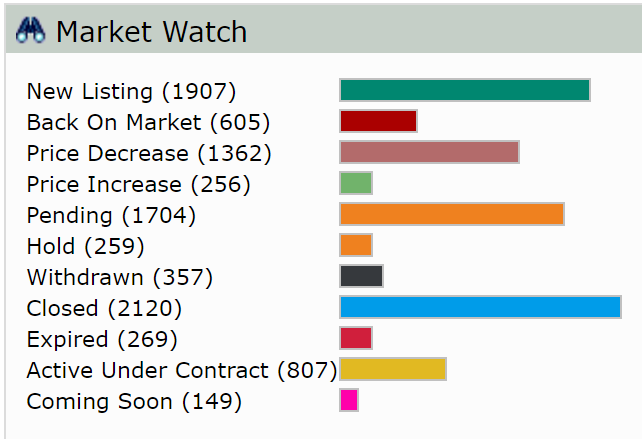 Market Watch
New Listing (1907)
Back On Market (605)
Price Decrease (1362)
Price Increase (256)
Pending (1704)
Hold (259)
Withdrawn (357)
Closed (2120)
Expired (269)
Active Under Contract (807)
Coming Soon (149)